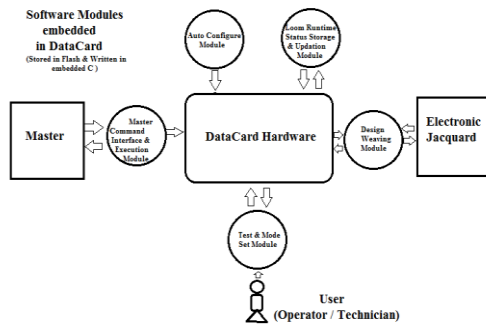 Software Modules
embedded
in DataCard
(Stored in Flash & Written in
embedded C )
Auto Configure
Module
Loom Runtime
Status Storage
& Updation Module
Master
Master
Command
Interface &
Execution
Module
DataCard Hardware
Design
Weaving
Module
Electronic
Jacquard
Test & Mode
Set Module
User
(Operator / Technician)